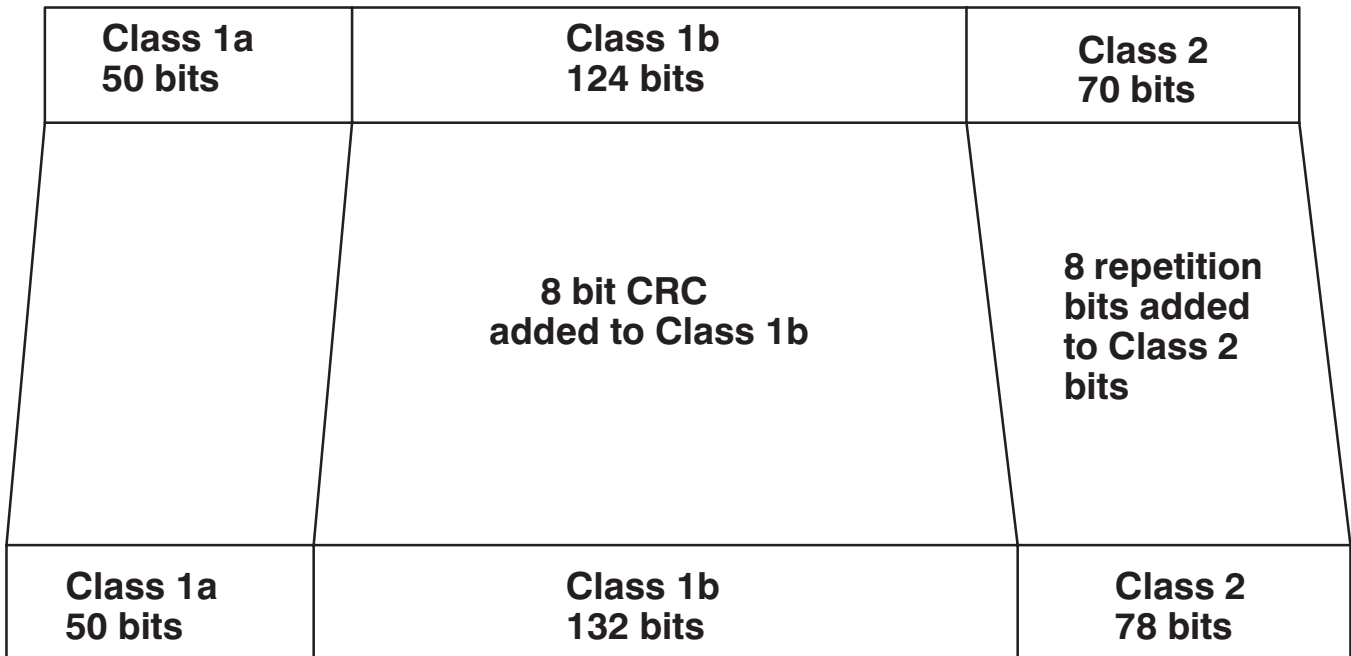 Class 1a
50 bits
Class 1b
124 bits
Class 2
70 bits
8 bit CRC
added to Class 1b
8 repetition
bits added
to Class 2
bits
Class 1a
50 bits
Class 1b
132 bits
Class 2
78 bits